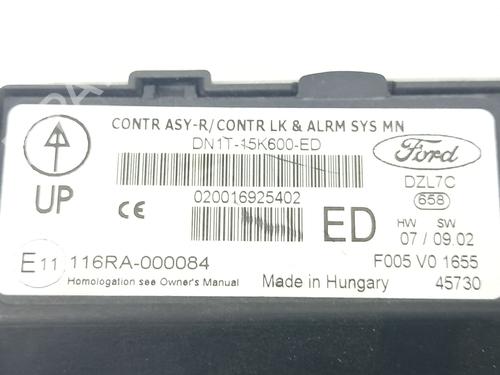 CONTR ASY-R/CONTR LK & ALRM SYS MN
DN1T-15K600-ED
Ford
DZL7C
658
UP
CE
020016925402
ED
HW SW
07 / 09.02
E11 116RA-000084
F005 V0 1655
Homologation see Owner's Manual
Made in Hungary
45730